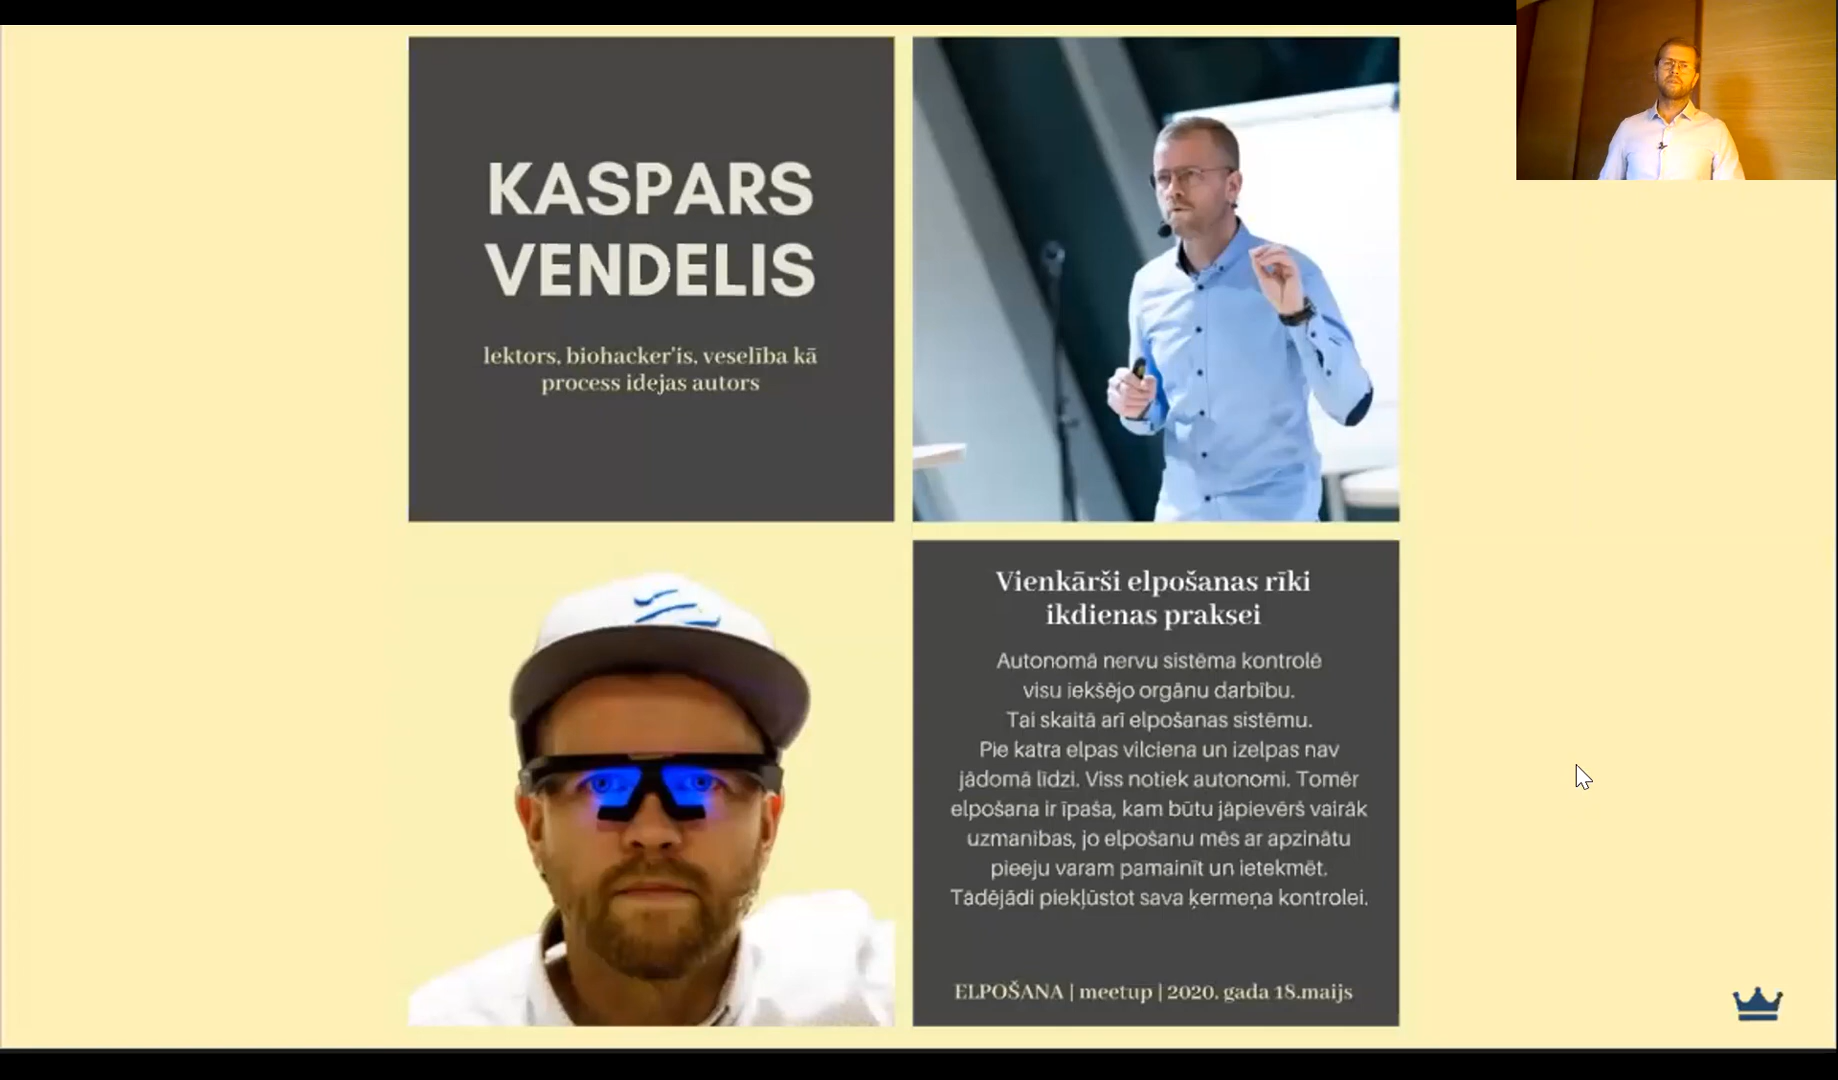 KASPARS
VENDELIS
lektors, biohacker'is, veselība kā
process idejas autors
Vienkārši elpošanas rīki
ikdienas praksei
Autonomā nervu sistēma kontrolē
visu iekšējo orgānu darbību.
Tai skaitā arī elpošanas sistēmu.
Pie katra elpas vilciena un izelpas nav
jādomā līdzi. Viss notiek autonomi. Tomēr
elpošana ir īpaša, kam būtu jāpievērš vairāk
uzmanības, jo elpošanu mēs ar apzinātu
pieeju varam pamainīt un ietekmēt.
Tādējādi piekļūstot sava ķermeņa kontrolei.
ELPOŠANA | meetup | 2020. gada 18.maijs